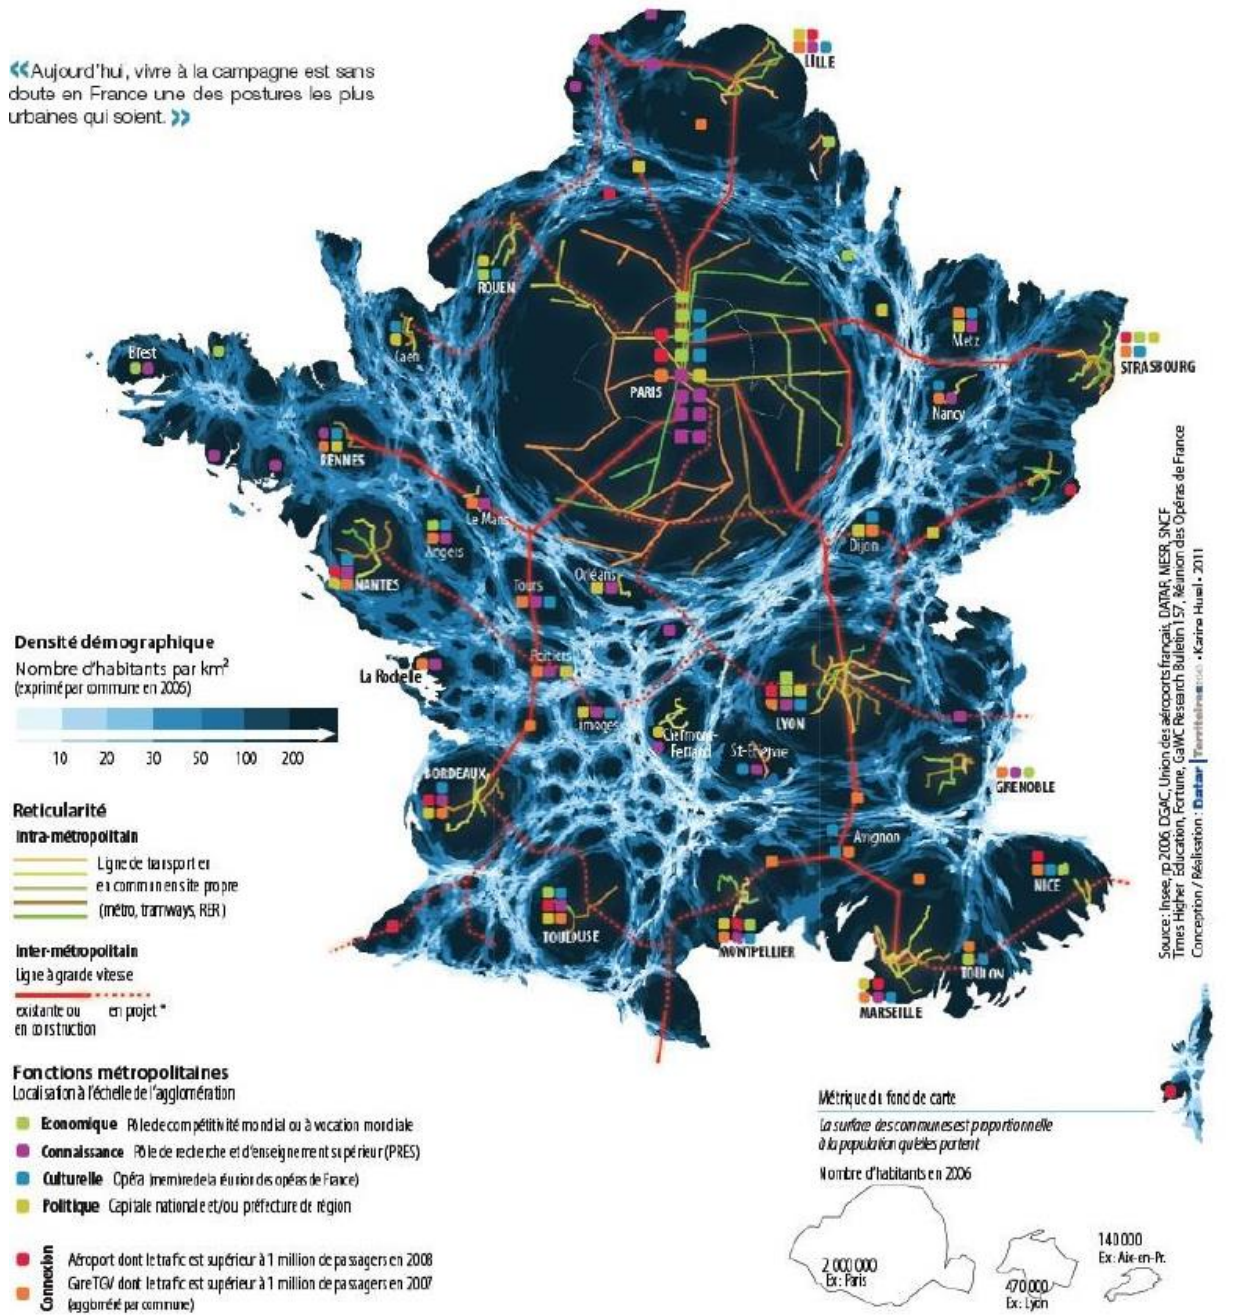 «Aujourd'hui, vivre à la campagne est sans
doute en France une des postures les plus
urbaines qui soient. »
LILLE
ROUEN
Caen
Metz
STRASBOURG
Nancy
PARIS
Brest
RENNES
Le Mans
Angers
NANTES
Tours
Orléans
Dijon
La Rochelle
Poitiers
Limoges
Clermont-
Ferrand
LYON
St-Etienne
GRENOBLE
BORDEAUX
Avignon
NICE
TOULOUSE
MONTPELLIER
TOULON
MARSEILLE
Densité démographique
Nombre d'habitants par km²
(exprimé par commune en 2005)
10 20 30 50 100 200
Reticularité
Intra-métropolitain
Ligne de transport en
en commun en site propre
(métro, tramways, RER)
Inter-métropolitain
Ligne à grande vitesse
existante ou en projet *
en construction
Fonctions métropolitaines
Localisation à l'échelle de l'agglomération
Economique Pôle de compétitivité mondial ou à vocation mondiale
Connaissance Pôle de recherche et d'enseignement supérieur (PRES)
Culturelle Opéra (membre de la réunion des opéras de France)
Politique Capitale nationale et/ou préfecture de région
Connexion
Aéroport dont le trafic est supérieur à 1 million de passagers en 2008
Gare TGV dont le trafic est supérieur à 1 million de passagers en 2007
(aggloméré par commune)
Métrique du fond de carte
La surface des communes est proportionnelle
à la population qu'elles portent
Nombre d'habitants en 2006
2 000 000
Ex : Paris
470 000
Ex : Lyon
140 000
Ex : Aix-en-Pr.
Source : Insee, rp 2006, DGAC, Union des aéroports français, DATAR, MESR, SNCF
Times Higher Education, Fortune, GaWC Research Bulletin 157, Réunion des Opéras de France
Conception / Réalisation : Datar | Territoires • Karine Hurel • 2011